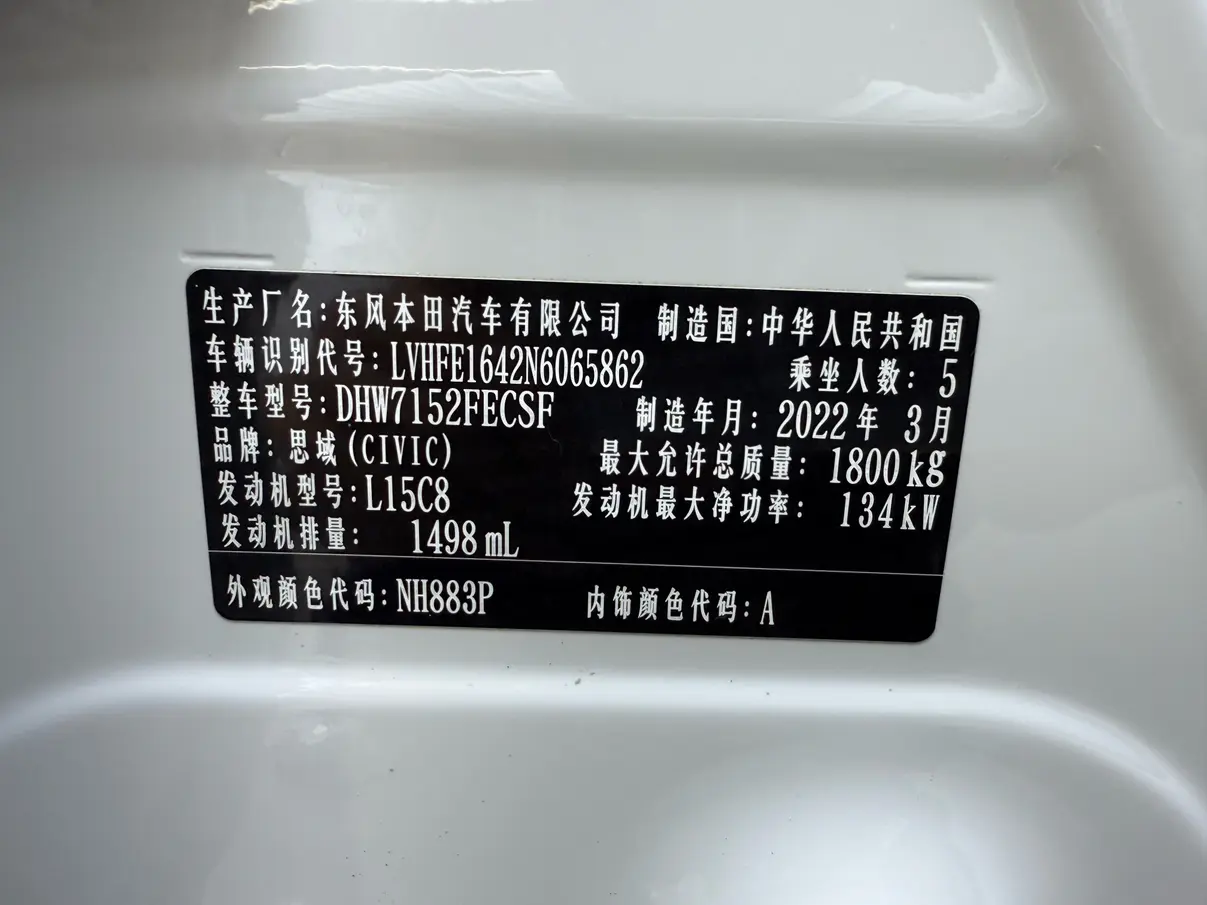 生产厂名:东风本田汽车有限公司 制造国:中华人民共和国
车辆识别代号:LVHFE1642N6065862 乘坐人数: 5
整车型号:DHW7152FECSF 制造年月: 2022年 3月
品牌: 思域(CIVIC) 最大允许总质量: 1800kg
发动机型号:L15C8 发动机最大净功率: 134kW
发动机排量: 1498mL
外观颜色代码:NH883P 内饰颜色代码:A